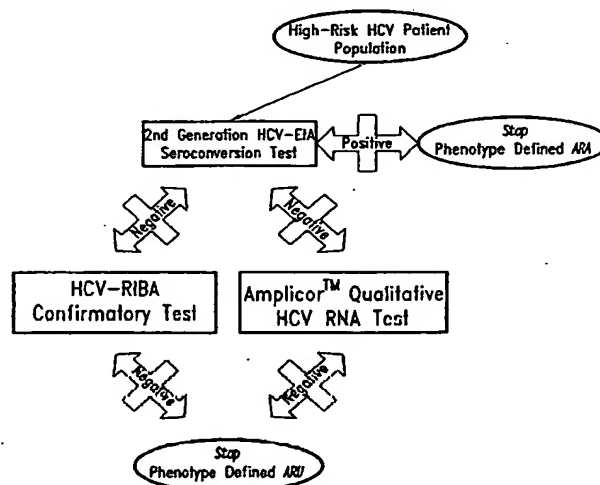 High-Risk HCV Patient
Population
2nd Generation HCV-EIA
Seroconversion Test
Positive
Stop
Phenotype Defined ARA
Negative
Negative
HCV-RIBA
Confirmatory Test
Amplicor™ Qualitative
HCV RNA Test
Negative
Negative
Stop
Phenotype Defined ARU